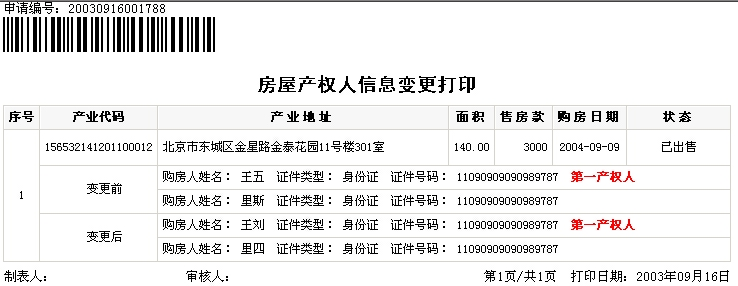 申请编号：20030916001788
房屋产权人信息变更打印
序号 产业代码 产业地址 面积 售房款 购房日期 状态
156532141201100012 北京市东城区金星路金泰花园11号楼301室 140.00 3000 2004-09-09 已出售
1
变更前
购房人姓名： 王五 证件类型： 身份证 证件号码： 11090909090989787 第一产权人
购房人姓名： 里斯 证件类型： 身份证 证件号码： 11090909090989787
变更后
购房人姓名： 王刘 证件类型： 身份证 证件号码： 11090909090989787 第一产权人
购房人姓名： 里四 证件类型： 身份证 证件号码： 11090909090989787
制表人： 审核人： 第1页/共1页 打印日期：2003年09月16日